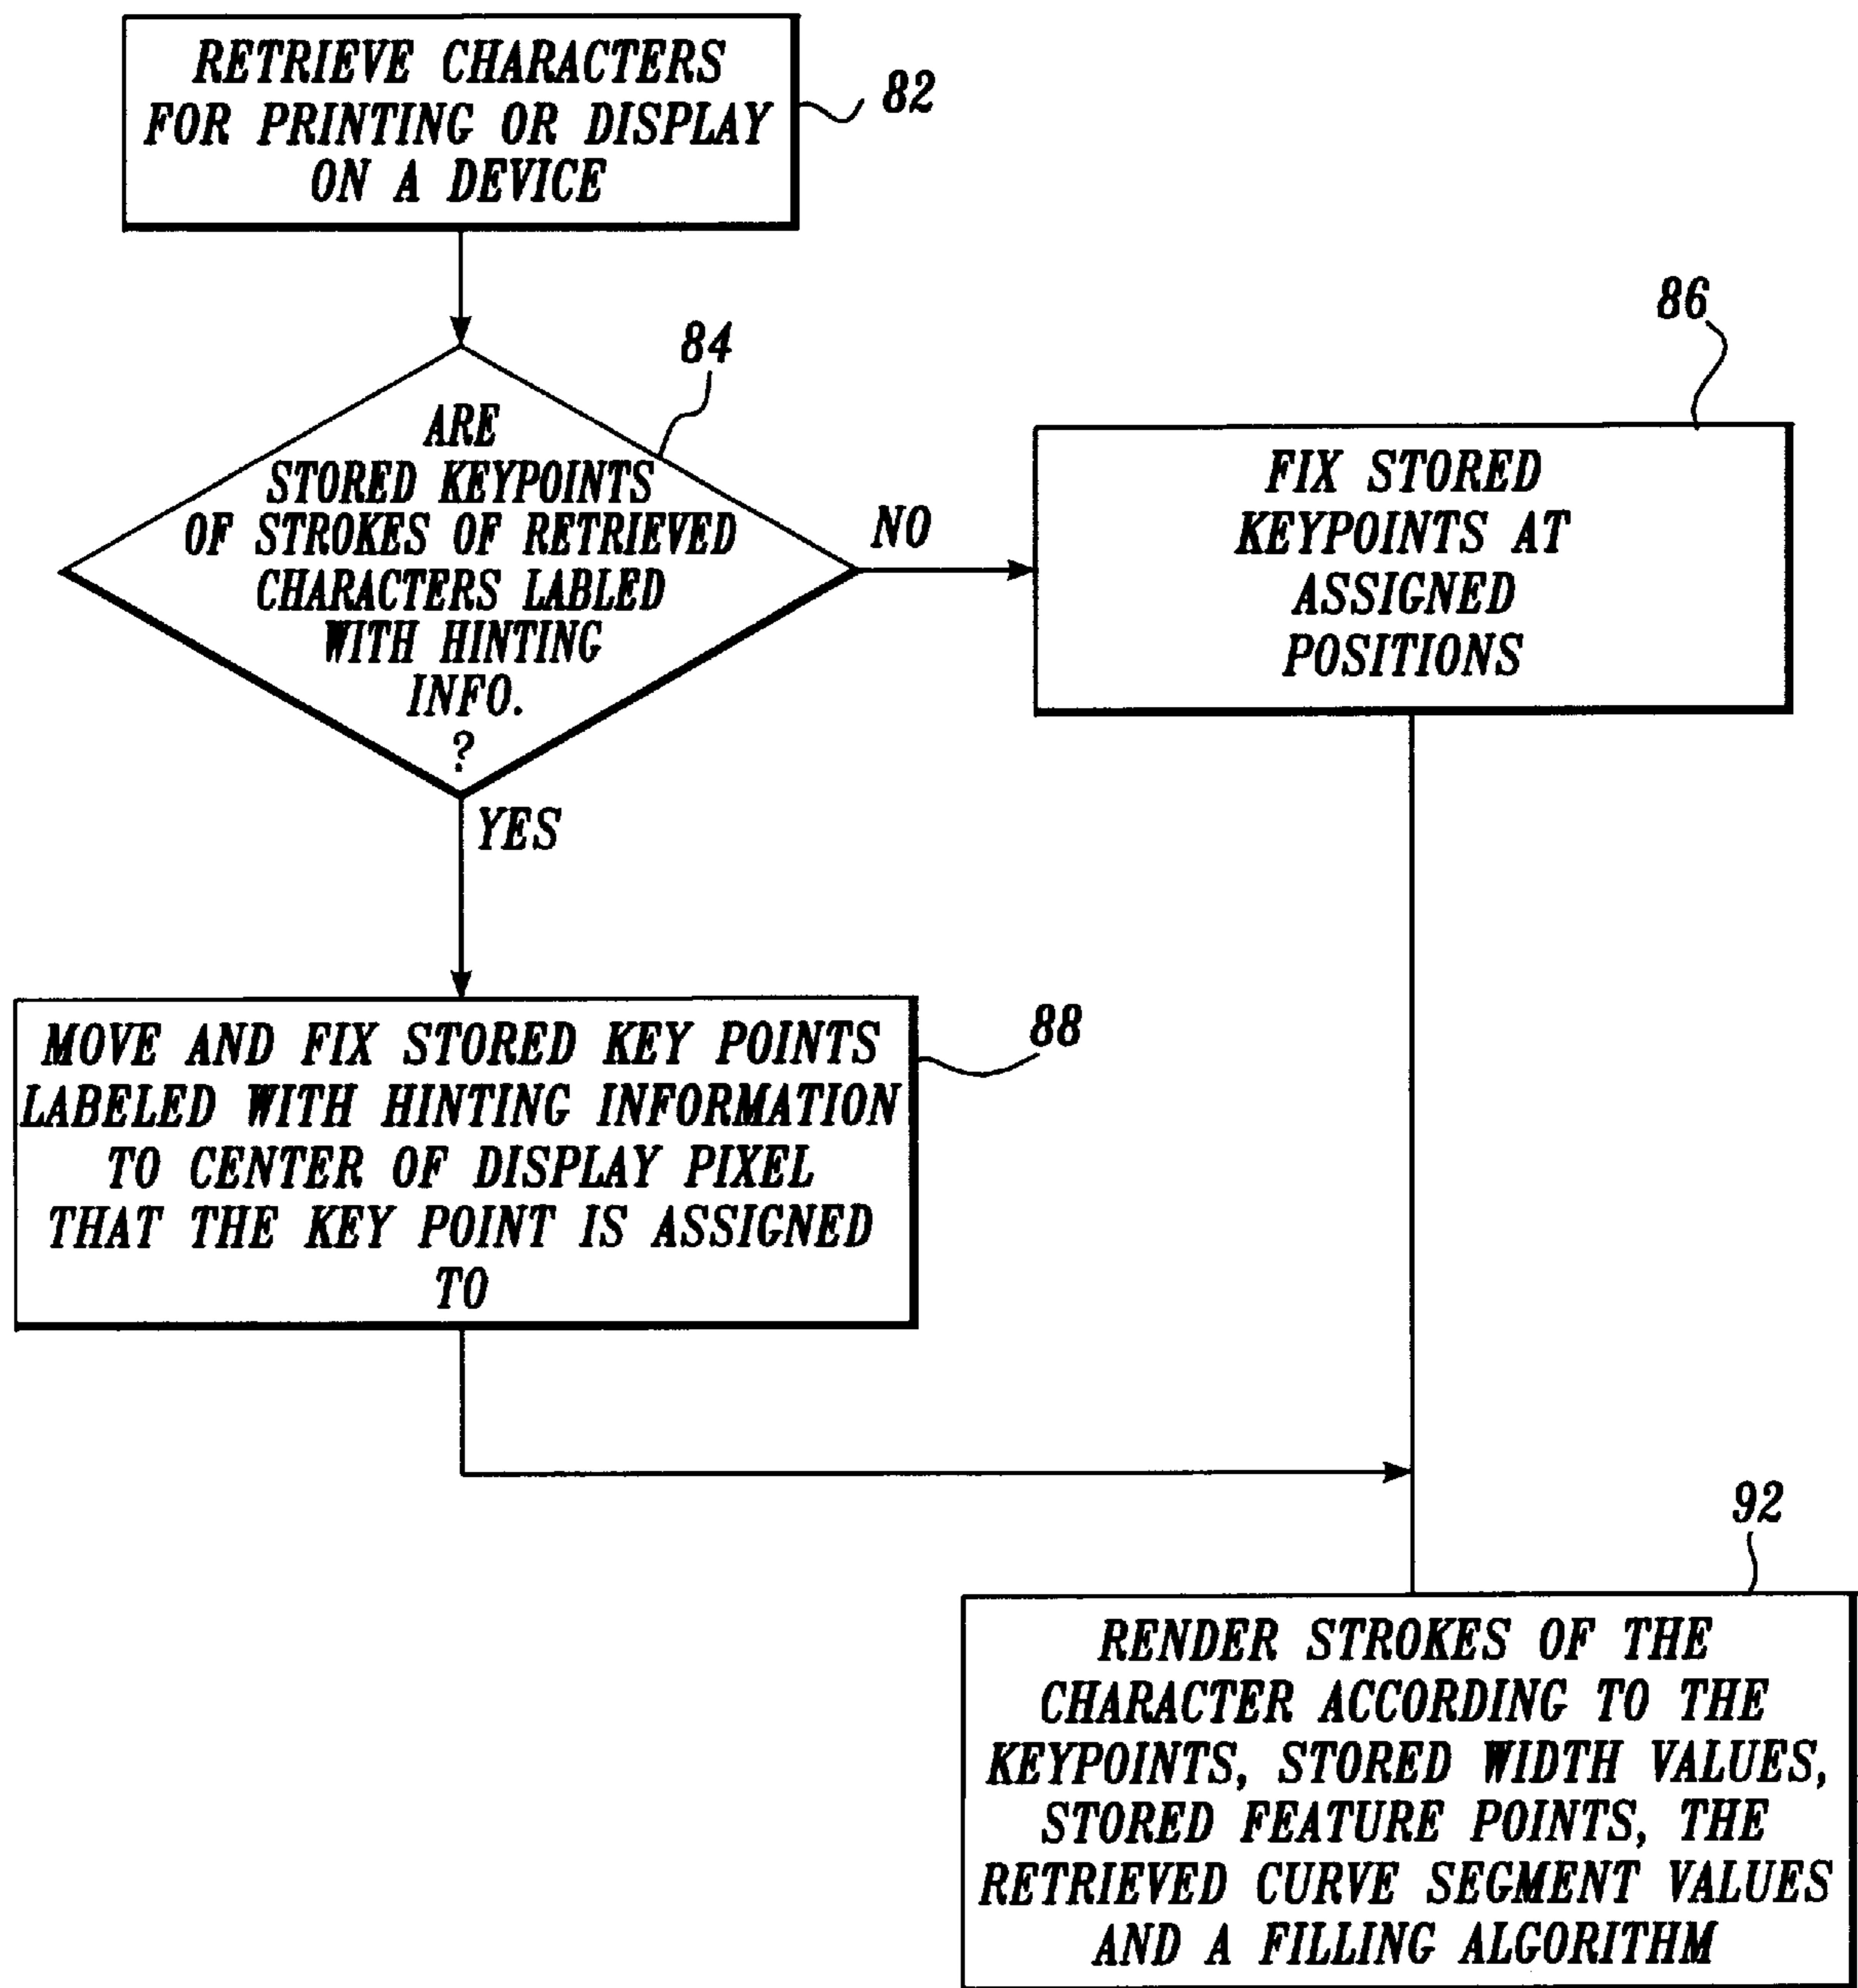 RETRIEVE CHARACTERS
FOR PRINTING OR DISPLAY
ON A DEVICE
82
84
ARE
STORED KEYPOINTS
OF STROKES OF RETRIEVED
CHARACTERS LABLED
WITH HINTING
INFO.
?
NO
YES
86
FIX STORED
KEYPOINTS AT
ASSIGNED
POSITIONS
88
MOVE AND FIX STORED KEY POINTS
LABELED WITH HINTING INFORMATION
TO CENTER OF DISPLAY PIXEL
THAT THE KEY POINT IS ASSIGNED
TO
92
RENDER STROKES OF THE
CHARACTER ACCORDING TO THE
KEYPOINTS, STORED WIDTH VALUES,
STORED FEATURE POINTS, THE
RETRIEVED CURVE SEGMENT VALUES
AND A FILLING ALGORITHM